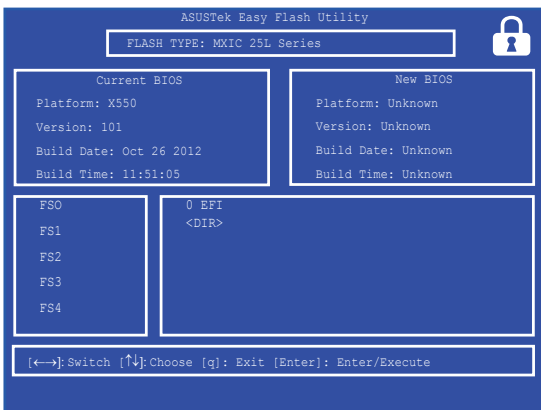 ASUSTek Easy Flash Utility
FLASH TYPE: MXIC 25L Series
Current BIOS
Platform: X550
Version: 101
Build Date: Oct 26 2012
Build Time: 11:51:05
New BIOS
Platform: Unknown
Version: Unknown
Build Date: Unknown
Build Time: Unknown
FSO
FS1
FS2
FS3
FS4
0 EFI
<DIR>
[←→]: Switch [↑↓]: Choose [q]: Exit [Enter]: Enter/Execute